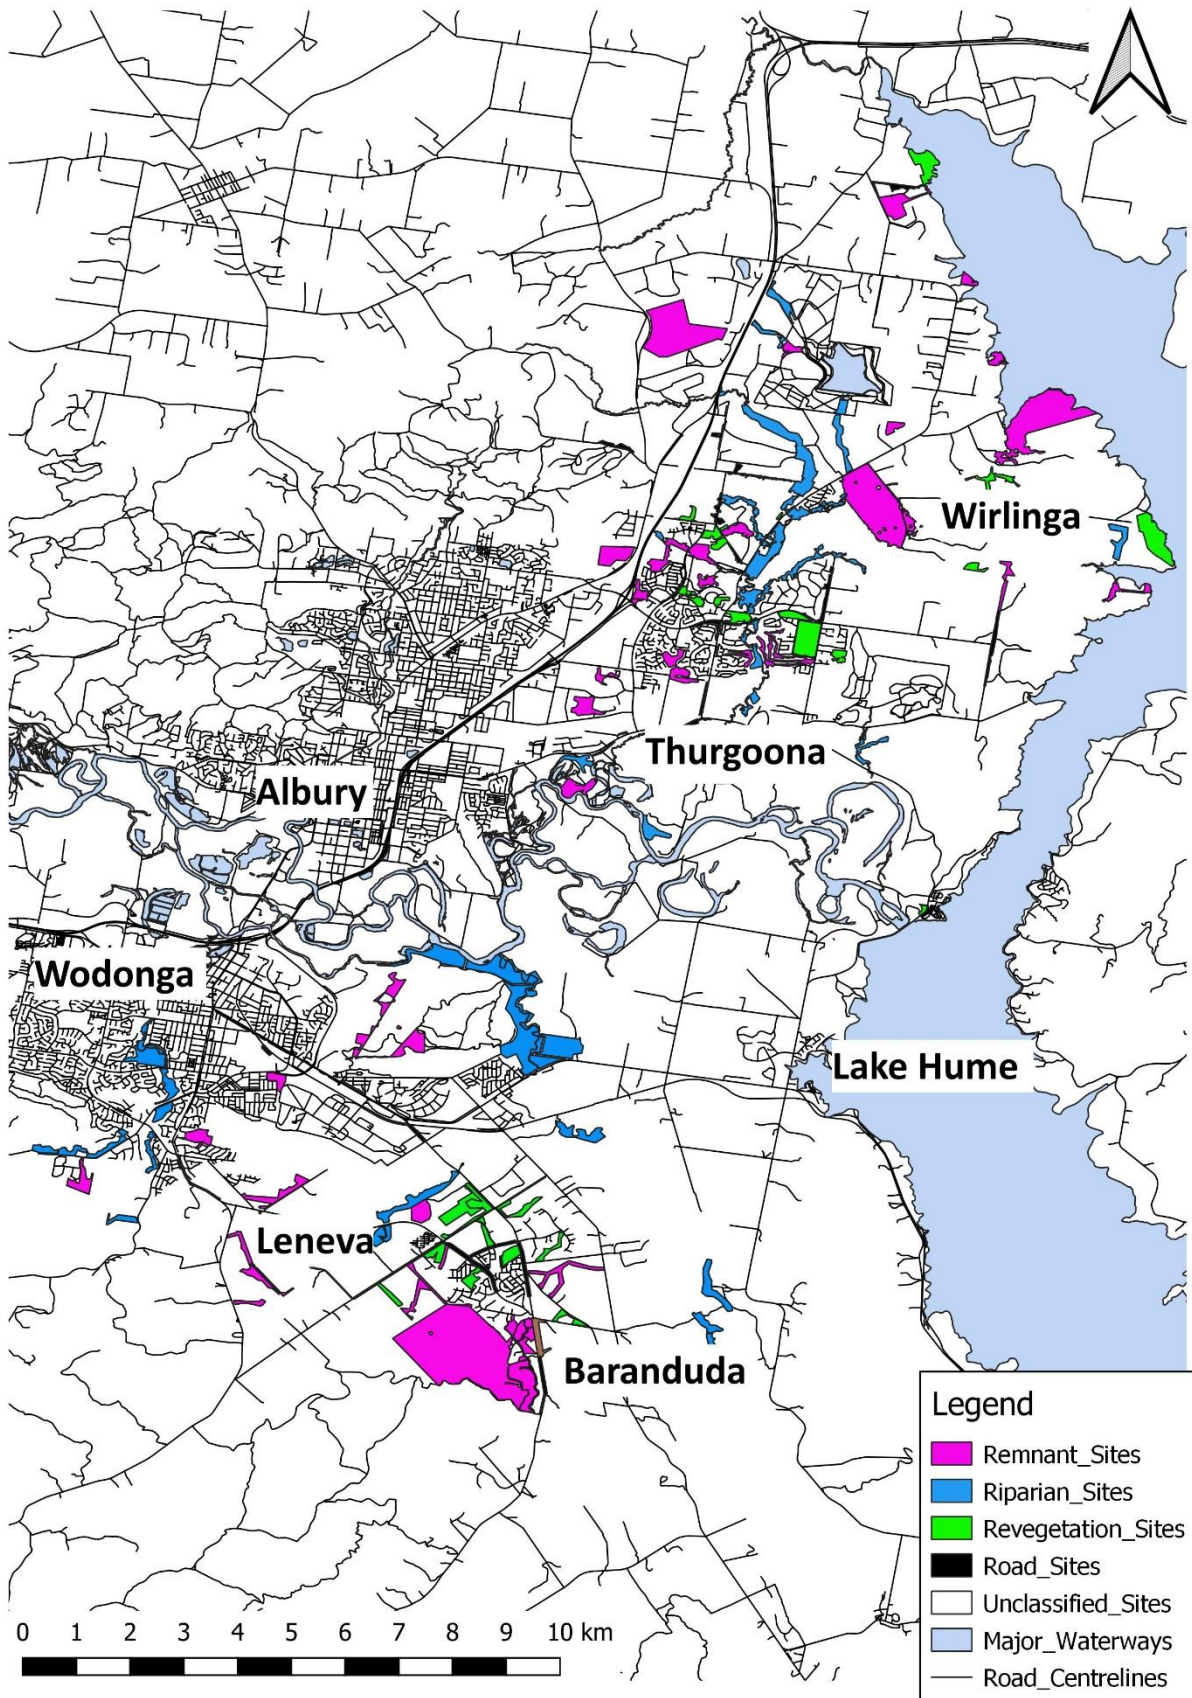 Wirlinga
Thurgoona
Albury
Wodonga
Lake Hume
Leneva
Baranduda
Legend
Remnant_Sites
Riparian_Sites
Revegetation_Sites
Road_Sites
Unclassified_Sites
Major_Waterways
Road_Centrelines
0 1 2 3 4 5 6 7 8 9 10 km